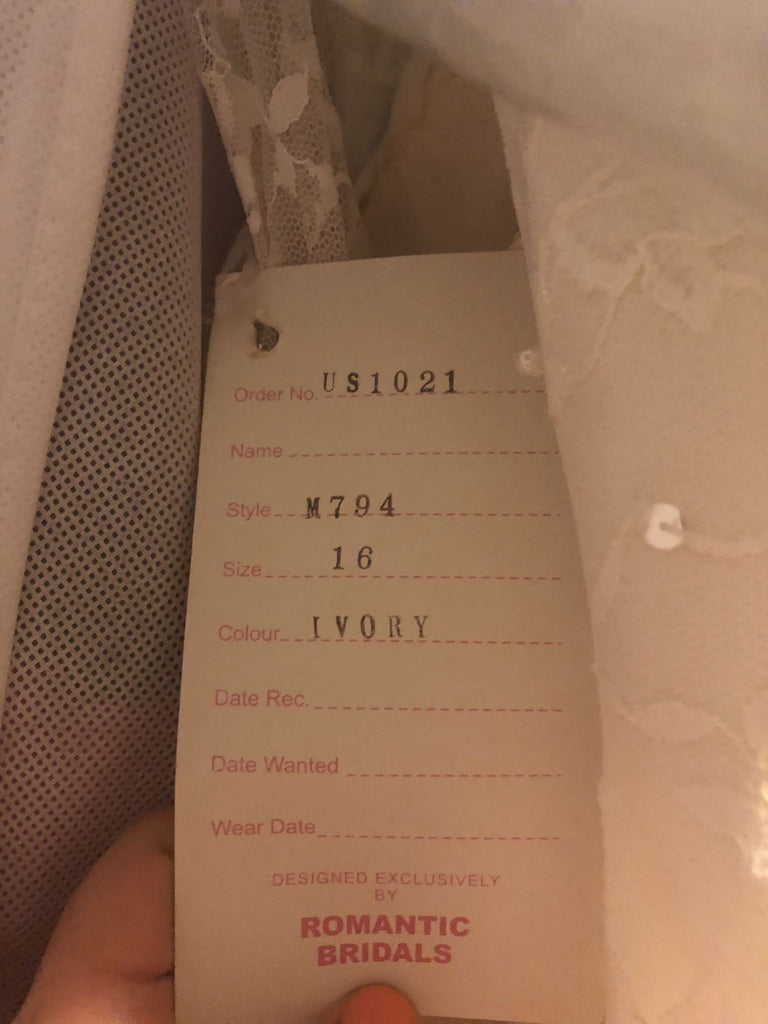 Order No. US1021
Name
Style M794
Size 16
Colour IVORY
Date Rec.
Date Wanted
Wear Date
DESIGNED EXCLUSIVELY
BY
ROMANTIC
BRIDALS